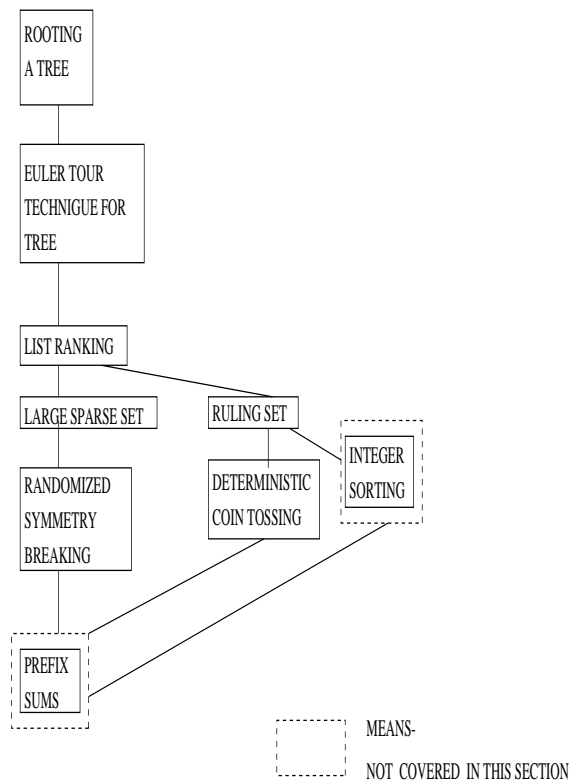 ROOTING
A TREE
EULER TOUR
TECHNIGUE FOR
TREE
LIST RANKING
LARGE SPARSE SET
RULING SET
INTEGER
SORTING
RANDOMIZED
SYMMETRY
BREAKING
DETERMINISTIC
COIN TOSSING
PREFIX
SUMS
MEANS-
NOT COVERED IN THIS SECTION